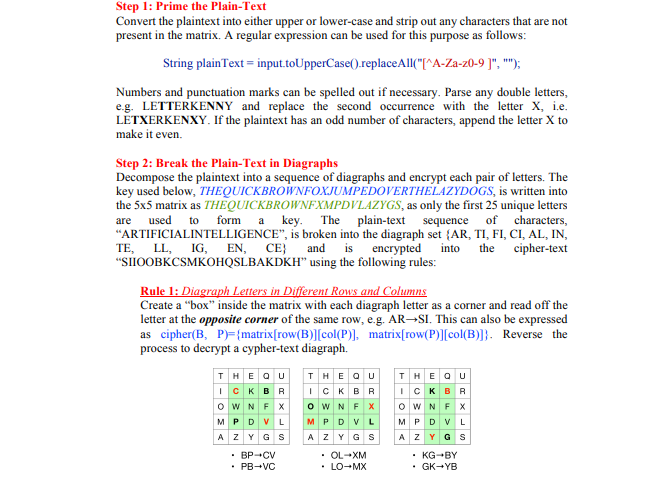 Step 1: Prime the Plain-Text
Convert the plaintext into either upper or lower-case and strip out any characters that are not
present in the matrix. A regular expression can be used for this purpose as follows:
String plainText = input.toUpperCase().replaceAll("[^A-Za-z0-9 ]", "");
Numbers and punctuation marks can be spelled out if necessary. Parse any double letters,
e.g. LETTERKENNY and replace the second occurrence with the letter X, i.e.
LETXERKENXY. If the plaintext has an odd number of characters, append the letter X to
make it even.
Step 2: Break the Plain-Text in Diagraphs
Decompose the plaintext into a sequence of diagraphs and encrypt each pair of letters. The
key used below, THEQUICKBROWNFOXJUMPEDOVERTHELAZYDOGS, is written into
the 5x5 matrix as THEQUICKBROWNFXMPDVLAZYGS, as only the first 25 unique letters
are used to form a key. The plain-text sequence of characters,
“ARTIFICIALINTELLIGENCE”, is broken into the diagraph set {AR, TI, FI, CI, AL, IN,
TE, LL, IG, EN, CE} and is encrypted into the cipher-text
“SIIOOBKCSMKOHQSLBAKDKH” using the following rules:
Rule 1: Diagraph Letters in Different Rows and Columns
Create a “box” inside the matrix with each diagraph letter as a corner and read off the
letter at the opposite corner of the same row, e.g. AR→SI. This can also be expressed
as cipher(B, P)={matrix[row(B)][col(P)], matrix[row(P)][col(B)]}. Reverse the
process to decrypt a cypher-text diagraph.
T H E Q U T H E Q U T H E Q U
I C K B R I C K B R I C K B R
O W N F X O W N F X O W N F X
M P D V L M P D V L M P D V L
A Z Y G S A Z Y G S A Z Y G S
• BP→CV • OL→XM • KG→BY
• PB→VC • LO→MX • GK→YB